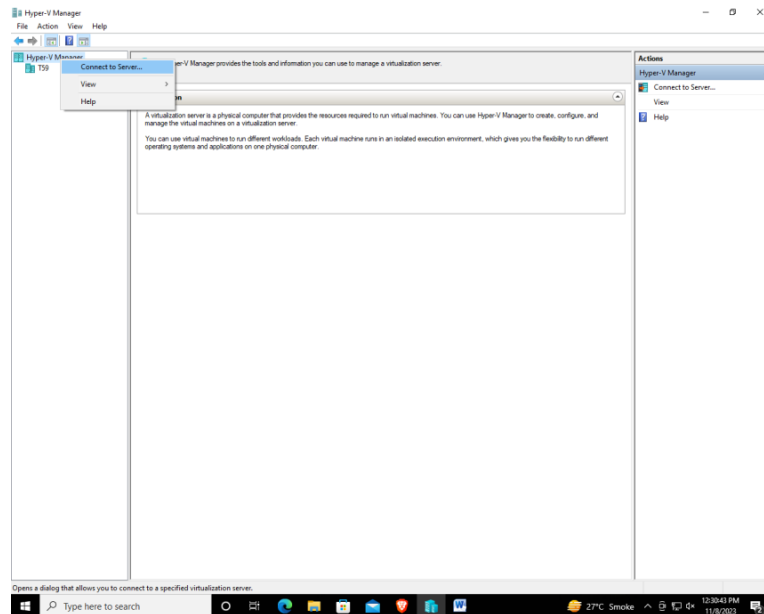 Hyper-V Manager
File Action View Help
Hyper-V Manager
T59
Connect to Server...
View
Help
er-V Manager provides the tools and information you can use to manage a virtualization server.
on
A virtualization server is a physical computer that provides the resources required to run virtual machines. You can use Hyper-V Manager to create, configure, and
manage the virtual machines on a virtualization server.
You can use virtual machines to run different workloads. Each virtual machine runs in an isolated execution environment, which gives you the flexibility to run different
operating systems and applications on one physical computer.
Actions
Hyper-V Manager
Connect to Server...
View
Help
Opens a dialog that allows you to connect to a specified virtualization server.
Type here to search
27°C Smoke
12:30:43 PM
11/8/2023